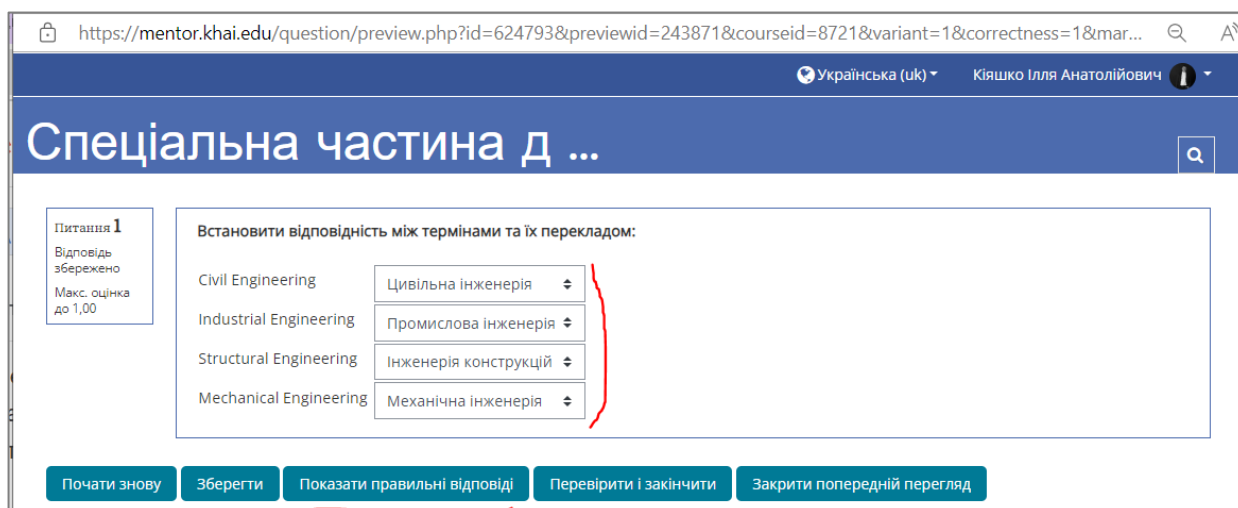 https://mentor.khai.edu/question/preview.php?id=624793&previewid=243871&courseid=8721&variant=1&correctness=1&mar...
Українська (uk)
Кіяшко Ілля Анатолійович
Спеціальна частина д ...
Питання 1
Відповідь
збережено
Макс. оцінка
до 1,00
Встановити відповідність між термінами та їх перекладом:
Civil Engineering Цивільна інженерія
Industrial Engineering Промислова інженерія
Structural Engineering Інженерія конструкцій
Mechanical Engineering Механічна інженерія
Почати знову Зберегти Показати правильні відповіді Перевірити і закінчити Закрити попередній перегляд